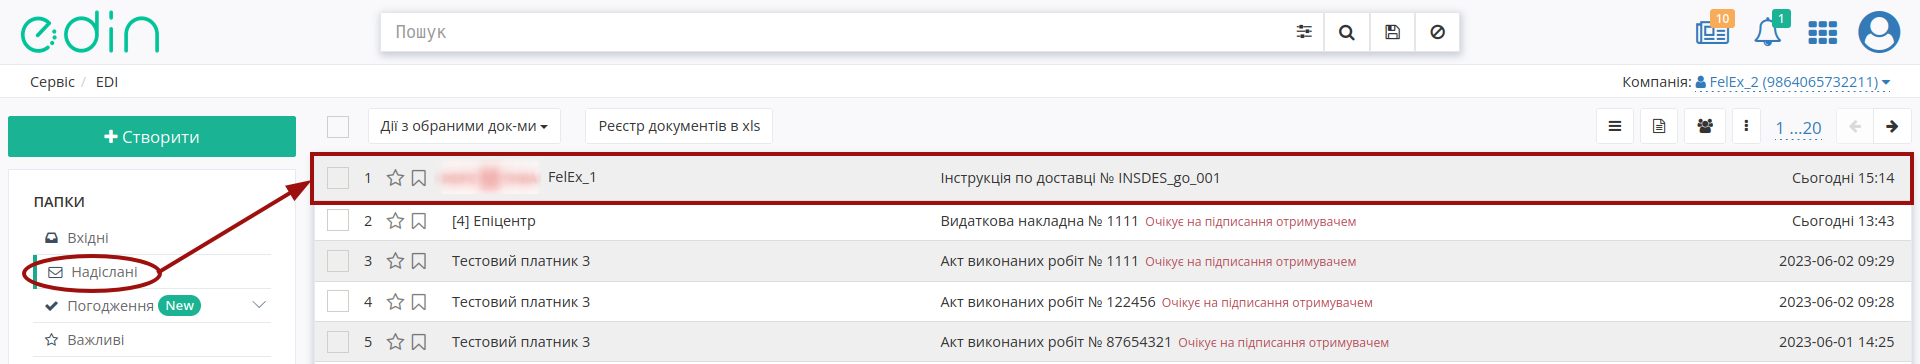 edin
Пошук
10
1
Сервіс / EDI
Компанія: FelEx_2 (9864065732211)
Створити
Дії з обраними док-ми
Реєстр документів в xls
1 ...20
ПАПКИ
Вхідні
Надіслані
Погодження New
Важливі
1 FelEx_1 Інструкція по доставці № INSDES_go_001 Сьогодні 15:14
2 [4] Епіцентр Видаткова накладна № 1111 Очікує на підписання отримувачем Сьогодні 13:43
3 Тестовий платник 3 Акт виконаних робіт № 1111 Очікує на підписання отримувачем 2023-06-02 09:29
4 Тестовий платник 3 Акт виконаних робіт № 122456 Очікує на підписання отримувачем 2023-06-02 09:28
5 Тестовий платник 3 Акт виконаних робіт № 87654321 Очікує на підписання отримувачем 2023-06-01 14:25